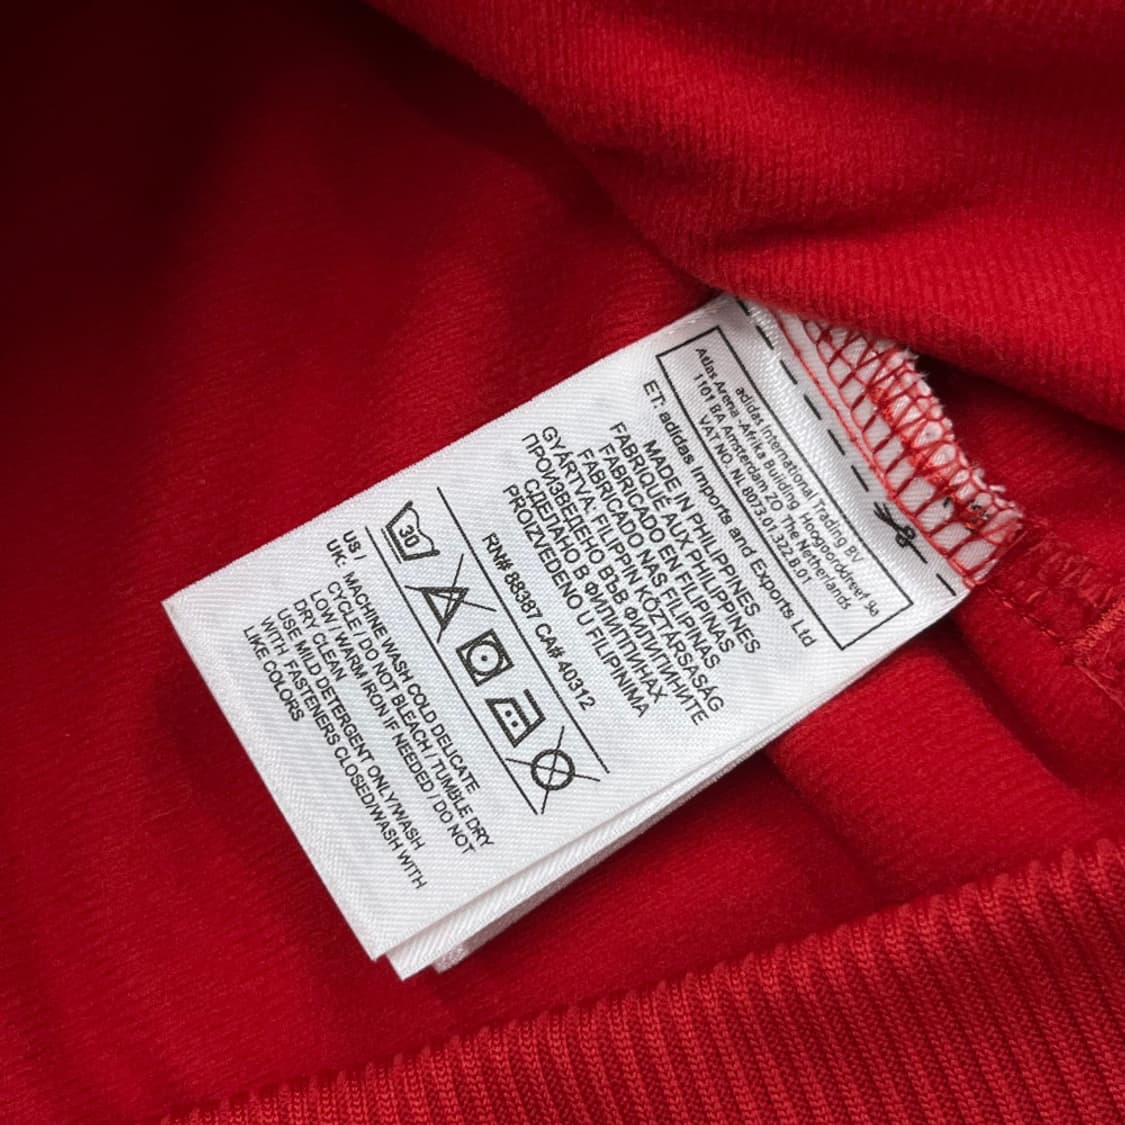 adidas International Trading BV
Atlas Arena -Afrika Building Hoogoorddreef 9a
1101 BA Amsterdam ZO The Netherlands
VAT NO. NL 8073.01.322.B.01
ET: adidas Imports and Exports Ltd
MADE IN PHILIPPINES
FABRIQUÉ AUX PHILIPPINES
FABRICADO EN FILIPINAS
FABRICADO NAS FILIPINAS
GYÁRTVA: FILIPPIN KÖZTÁRSASÁG
ПРОИЗВЕДЕНО ВЪВ ФИЛИПИНИТЕ
СДЕЛАНО В ФИЛИППИНАХ
PROIZVEDENO U FILIPINIMA
RN# 88387 CA# 40312
30
US /
UK: MACHINE WASH COLD DELICATE
CYCLE / DO NOT BLEACH / TUMBLE DRY
LOW / WARM IRON IF NEEDED / DO NOT
DRY CLEAN
USE MILD DETERGENT ONLY/WASH
WITH FASTENERS CLOSED/WASH WITH
LIKE COLORS